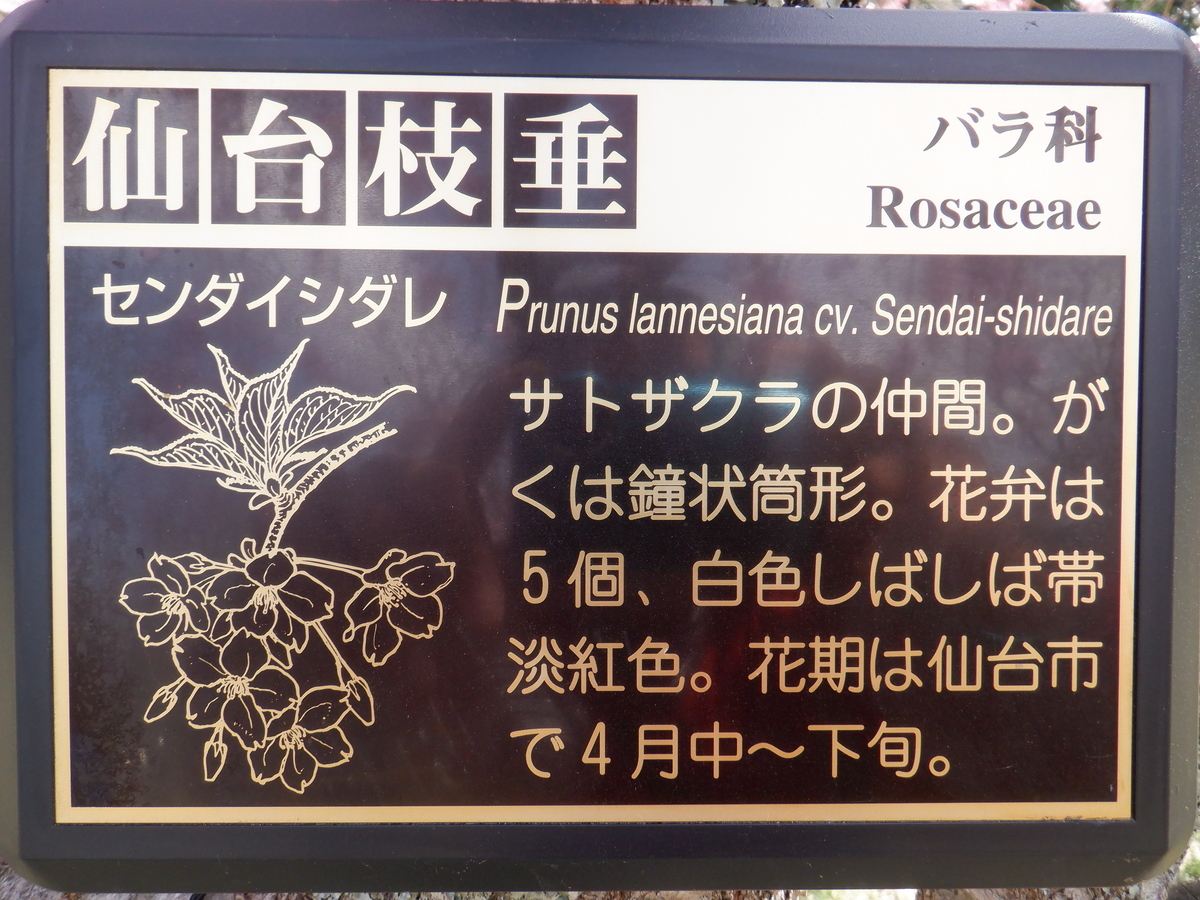 仙台枝垂
バラ科
Rosaceae
センダイシダレ
Prunus lannesiana cv. Sendai-shidare
サトザクラの仲間。が
くは鐘状筒形。花弁は
5個、白色しばしば帯
淡紅色。花期は仙台市
で4月中～下旬。